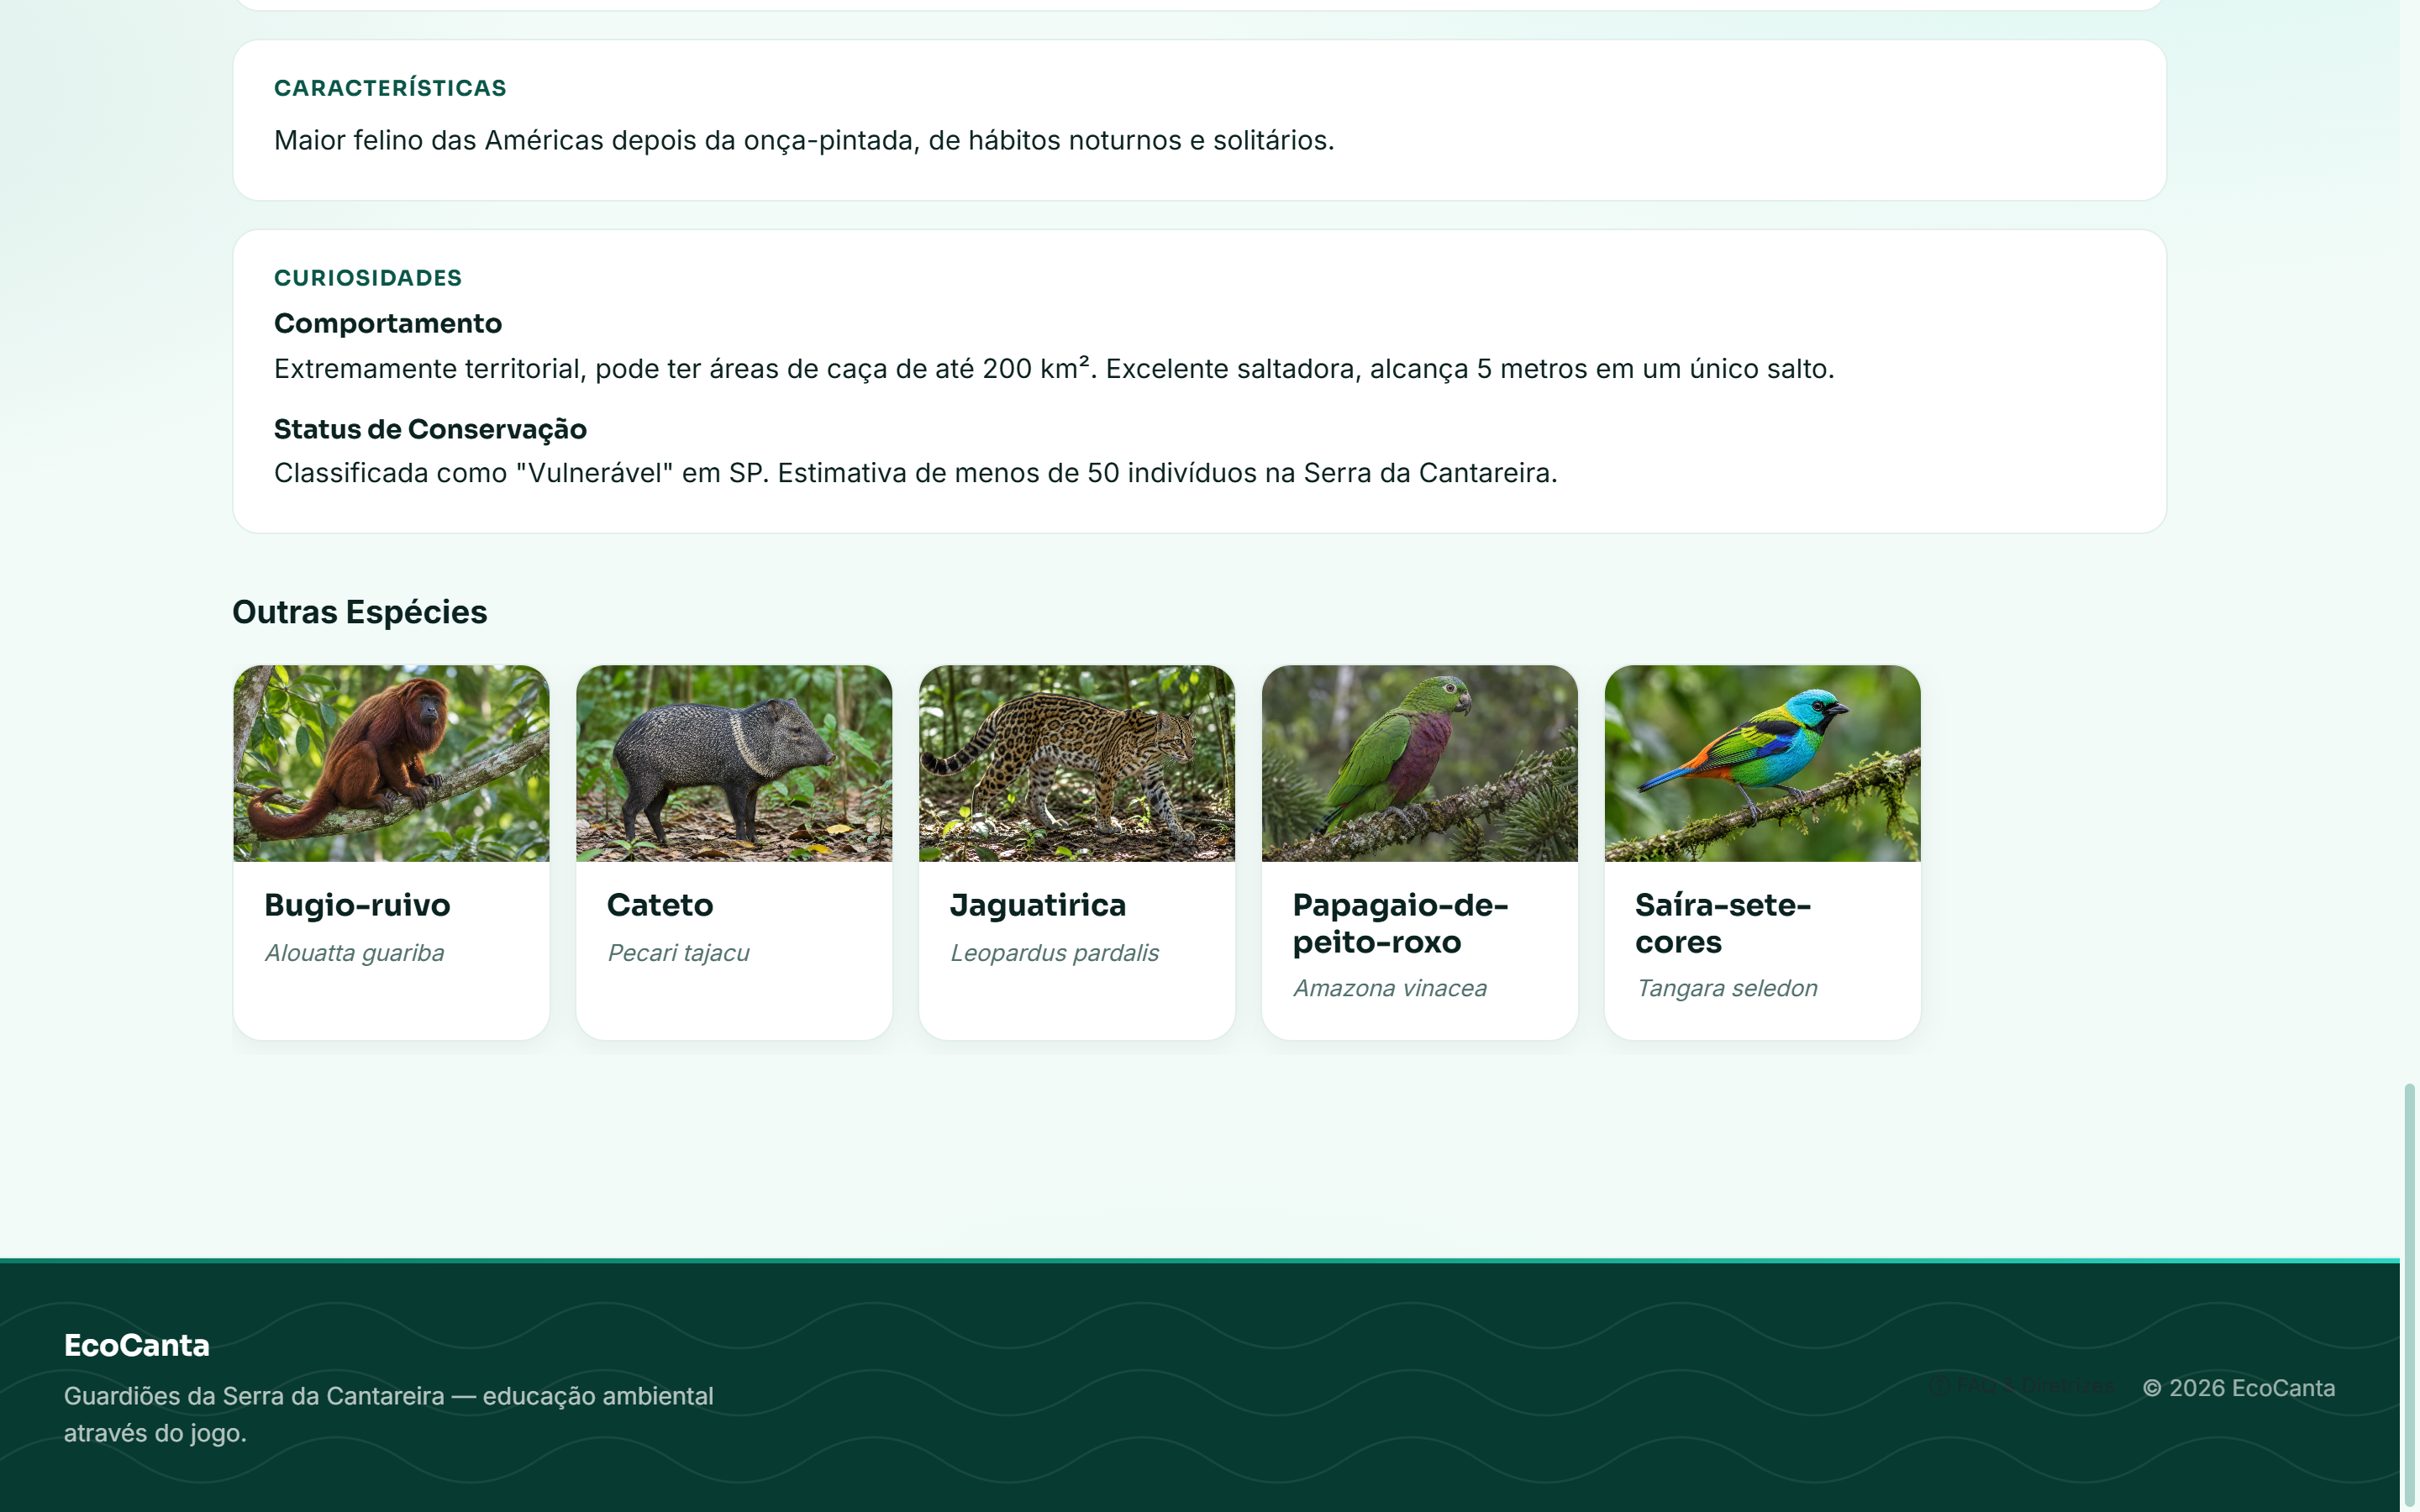 CARACTERÍSTICAS
Maior felino das Américas depois da onça-pintada, de hábitos noturnos e solitários.
CURIOSIDADES
Comportamento
Extremamente territorial, pode ter áreas de caça de até 200 km². Excelente saltadora, alcança 5 metros em um único salto.
Status de Conservação
Classificada como "Vulnerável" em SP. Estimativa de menos de 50 indivíduos na Serra da Cantareira.
Outras Espécies
Bugio-ruivo
Alouatta guariba
Cateto
Pecari tajacu
Jaguatirica
Leopardus pardalis
Papagaio-de-
peito-roxo
Amazona vinacea
Saíra-sete-
cores
Tangara seledon
EcoCanta
Guardiões da Serra da Cantareira — educação ambiental
através do jogo.
FAQ & Diretrizes
© 2026 EcoCanta